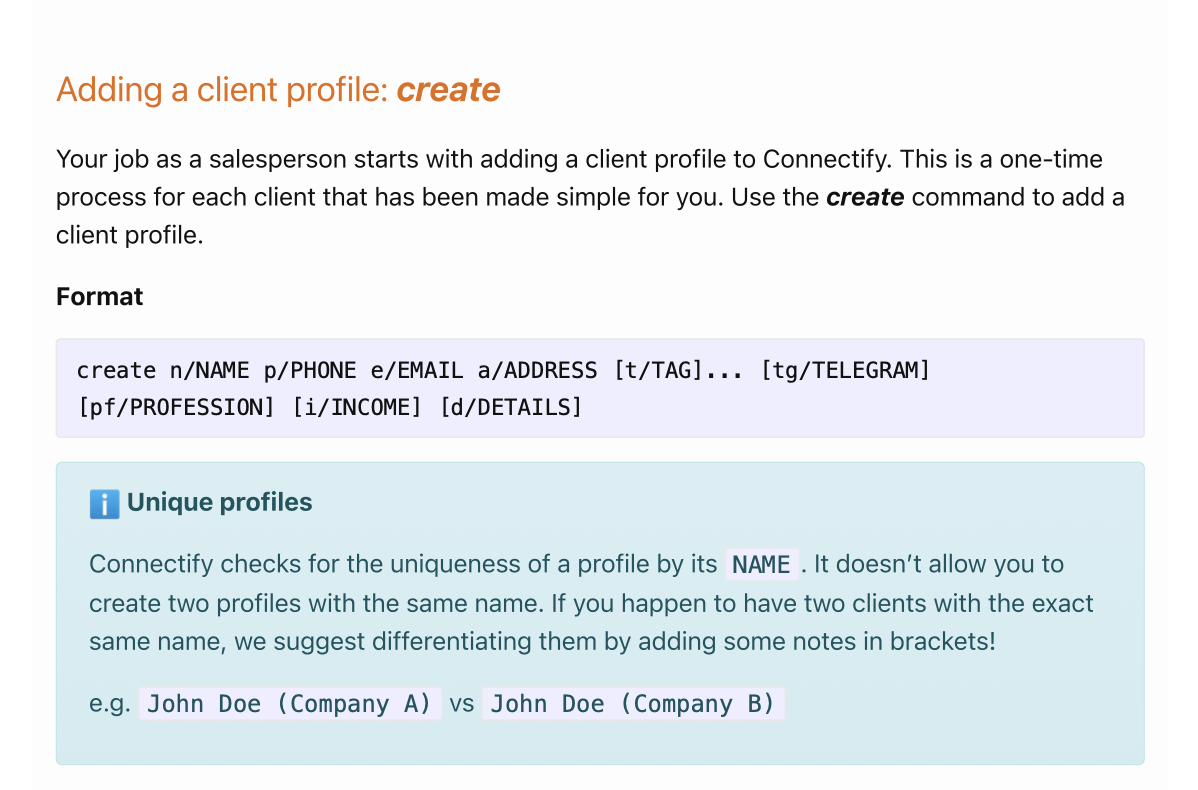 Adding a client profile: create
Your job as a salesperson starts with adding a client profile to Connectify. This is a one-time
process for each client that has been made simple for you. Use the create command to add a
client profile.
Format
create n/NAME p/PHONE e/EMAIL a/ADDRESS [t/TAG]... [tg/TELEGRAM]
[pf/PROFESSION] [i/INCOME] [d/DETAILS]
ℹ️ Unique profiles
Connectify checks for the uniqueness of a profile by its NAME. It doesn’t allow you to
create two profiles with the same name. If you happen to have two clients with the exact
same name, we suggest differentiating them by adding some notes in brackets!
e.g. John Doe (Company A) vs John Doe (Company B)